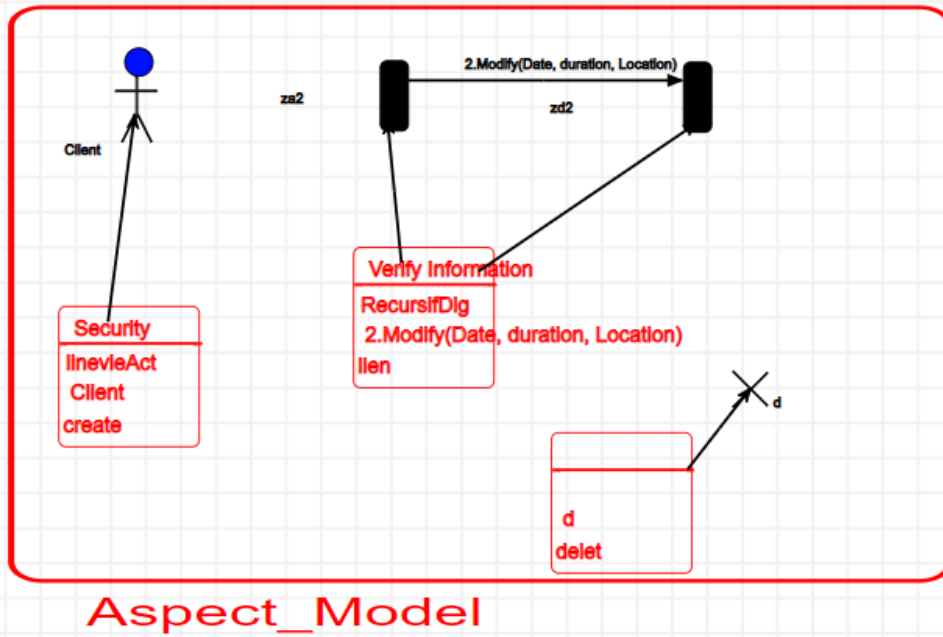 2.Modify(Date, duration, Location)
za2
zd2
Client
Verify Information
RecursifDig
2.Modify(Date, duration, Location)
lien
Security
linevieAct
Client
create
d
d
delet
Aspect_Model